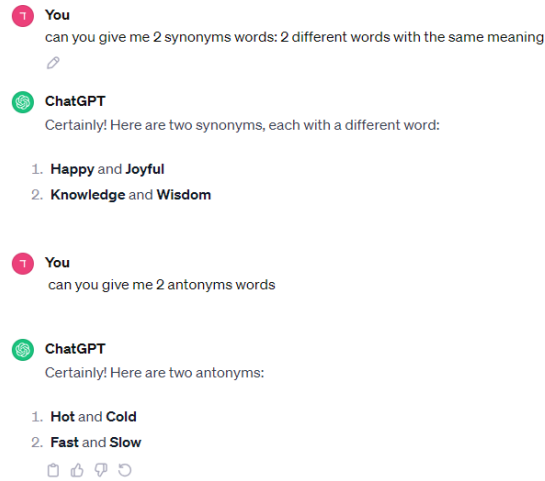 You
can you give me 2 synonyms words: 2 different words with the same meaning
ChatGPT
Certainly! Here are two synonyms, each with a different word:
1. Happy and Joyful
2. Knowledge and Wisdom
You
can you give me 2 antonyms words
ChatGPT
Certainly! Here are two antonyms:
1. Hot and Cold
2. Fast and Slow